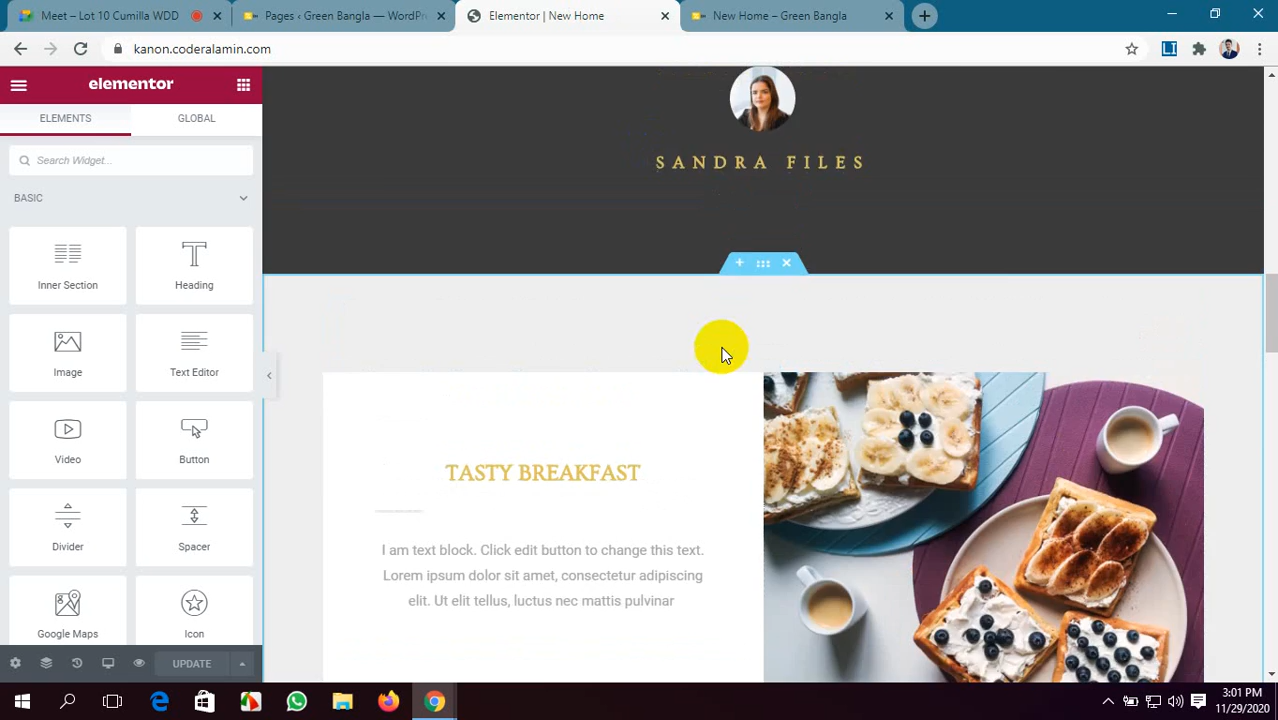 Meet – Lot 10 Cumilla WDD
Pages ‹ Green Bangla — WordPr
Elementor | New Home
New Home – Green Bangla
kanon.coderalamin.com
elementor
ELEMENTS
GLOBAL
Search Widget...
BASIC
Inner Section
Heading
Image
Text Editor
Video
Button
Divider
Spacer
Google Maps
Icon
UPDATE
SANDRA FILES
TASTY BREAKFAST
I am text block. Click edit button to change this text.
Lorem ipsum dolor sit amet, consectetur adipiscing
elit. Ut elit tellus, luctus nec mattis pulvinar
3:01 PM
11/29/2020